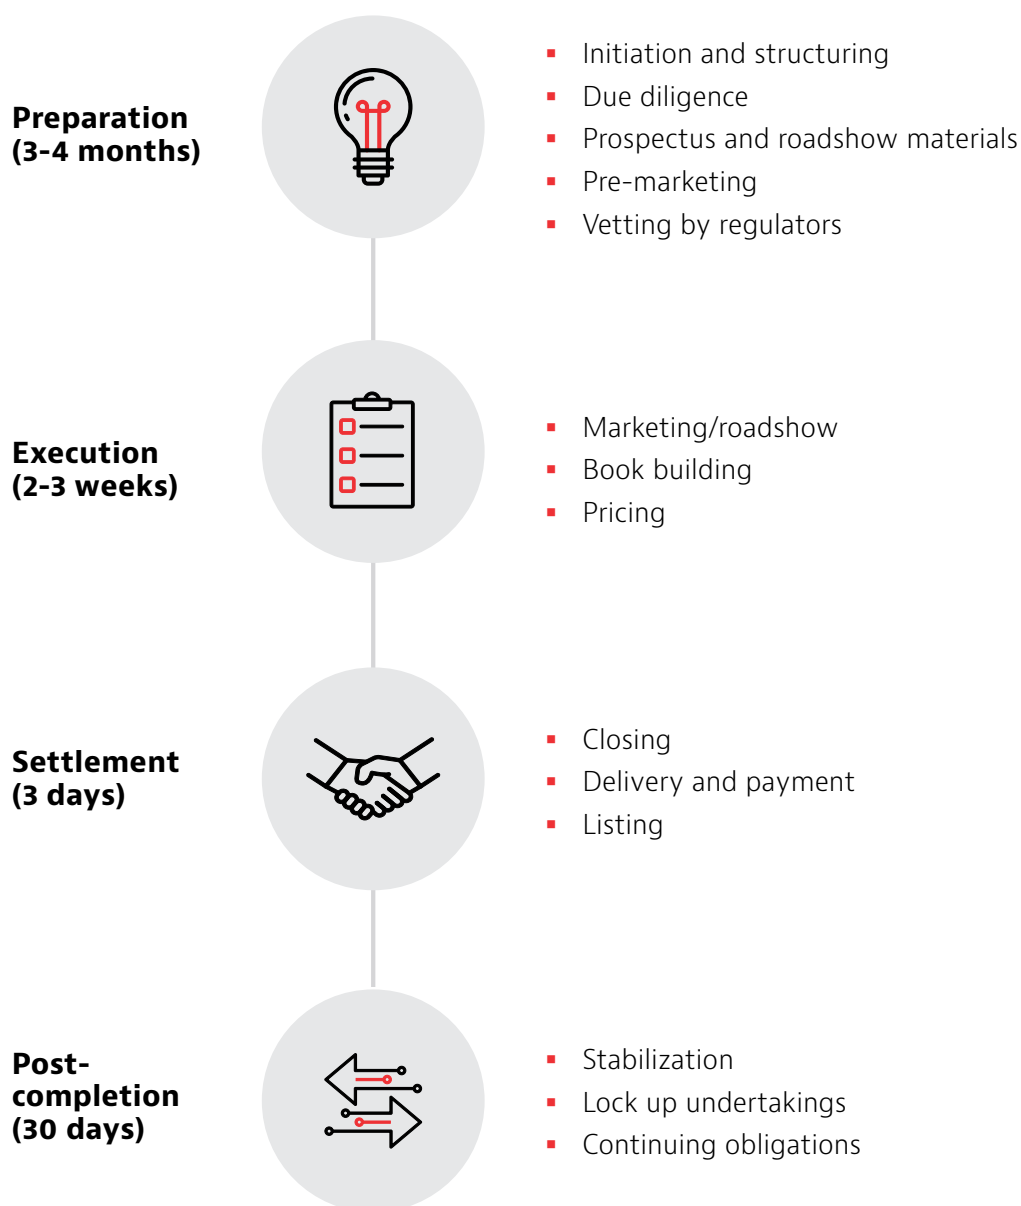 Preparation
(3-4 months)
▪ Initiation and structuring
▪ Due diligence
▪ Prospectus and roadshow materials
▪ Pre-marketing
▪ Vetting by regulators
Execution
(2-3 weeks)
▪ Marketing/roadshow
▪ Book building
▪ Pricing
Settlement
(3 days)
▪ Closing
▪ Delivery and payment
▪ Listing
Post-
completion
(30 days)
▪ Stabilization
▪ Lock up undertakings
▪ Continuing obligations